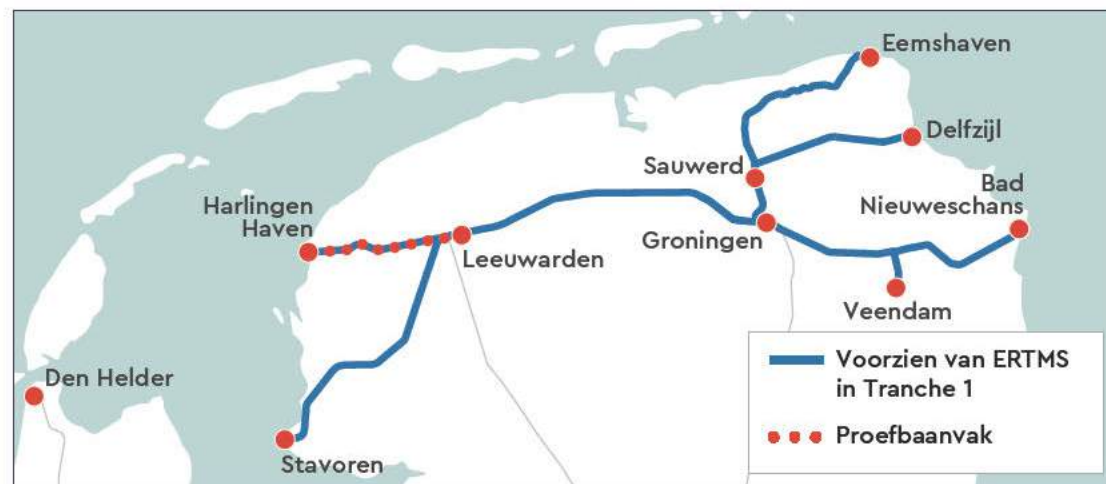 Eemshaven
Delfzijl
Sauwerd
Bad
Nieuweschans
Harlingen
Haven
Groningen
Leeuwarden
Veendam
Den Helder
Stavoren
Voorzien van ERTMS
in Tranche 1
Proefbaanvak